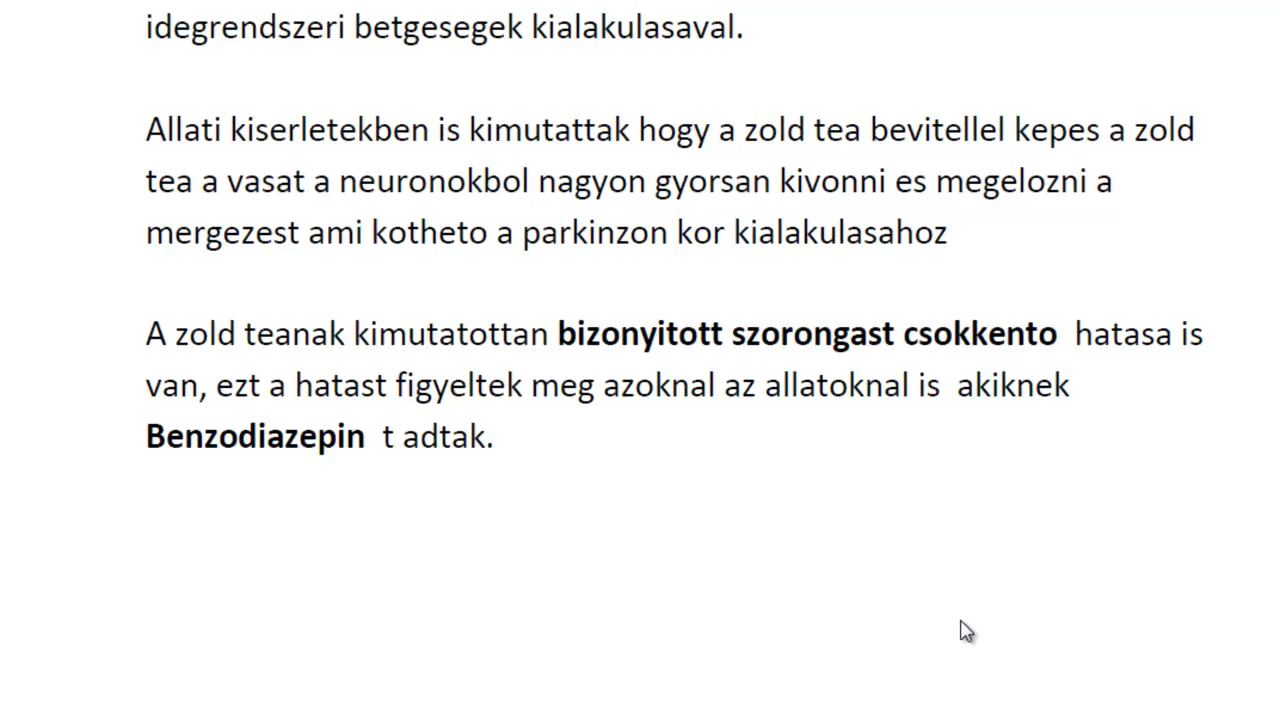 idegrendszeri betgesegek kialakulasaval.
Allati kiserletekben is kimutattak hogy a zold tea bevitellel kepes a zold
tea a vasat a neuronokbol nagyon gyorsan kivonni es megelozni a
mergezest ami kotheto a parkinzon kor kialakulasahoz
A zold teanak kimutatottan bizonyitott szorongast csokkento  hatasa is
van, ezt a hatast figyeltek meg azoknal az allatoknal is  akiknek
Benzodiazepin  t adtak.